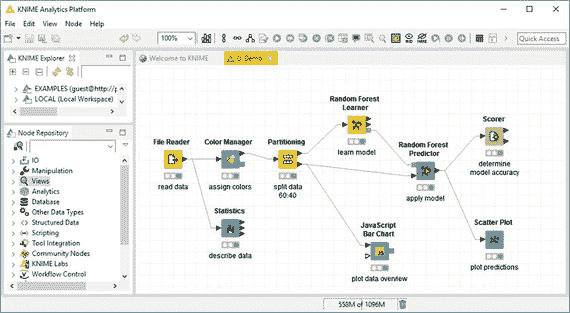 KNIME Analytics Platform
File Edit View Node Help
100%
Quick Access
KNIME Explorer
Welcome to KNIME
EXAMPLES (guest@http://p
LOCAL (Local Workspace)
Node Repository
IO
Manipulation
Views
Analytics
Database
Other Data Types
Structured Data
Scripting
Tool Integration
Community Nodes
KNIME Labs
Workflow Control
File Reader
read data
Color Manager
assign colors
Partitioning
split data
60:40
Statistics
describe data
Random Forest
Learner
learn model
Random Forest
Predictor
apply model
JavaScript
Bar Chart
plot data overview
Scorer
determine
model accuracy
Scatter Plot
plot predictions
558M of 1096M